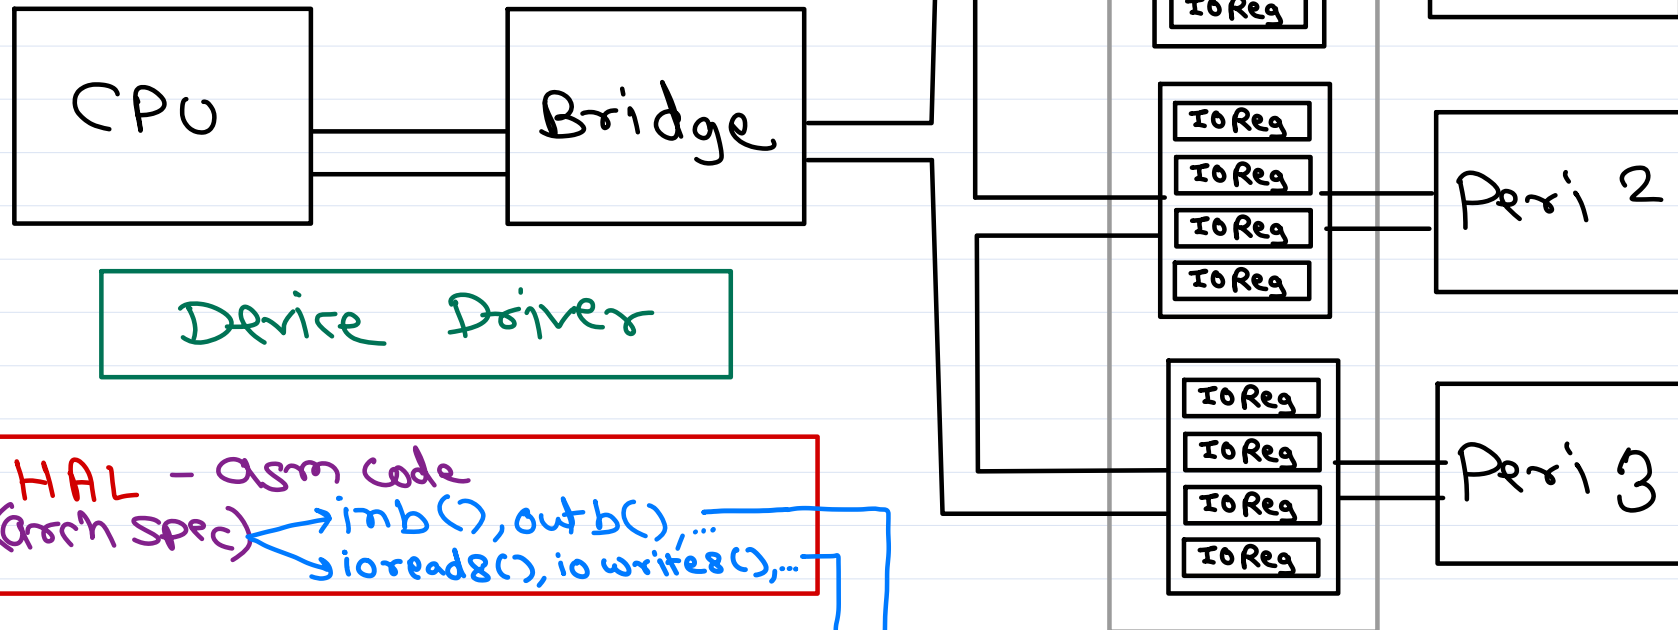 IO Reg
CPU
Bridge
IO Reg
IO Reg
IO Reg
IO Reg
Peri 2
Device Driver
IO Reg
IO Reg
IO Reg
IO Reg
Peri 3
HAL - asm code
(arch spec)
inb(), outb(), ...
ioread8(), iowrite8(), ...